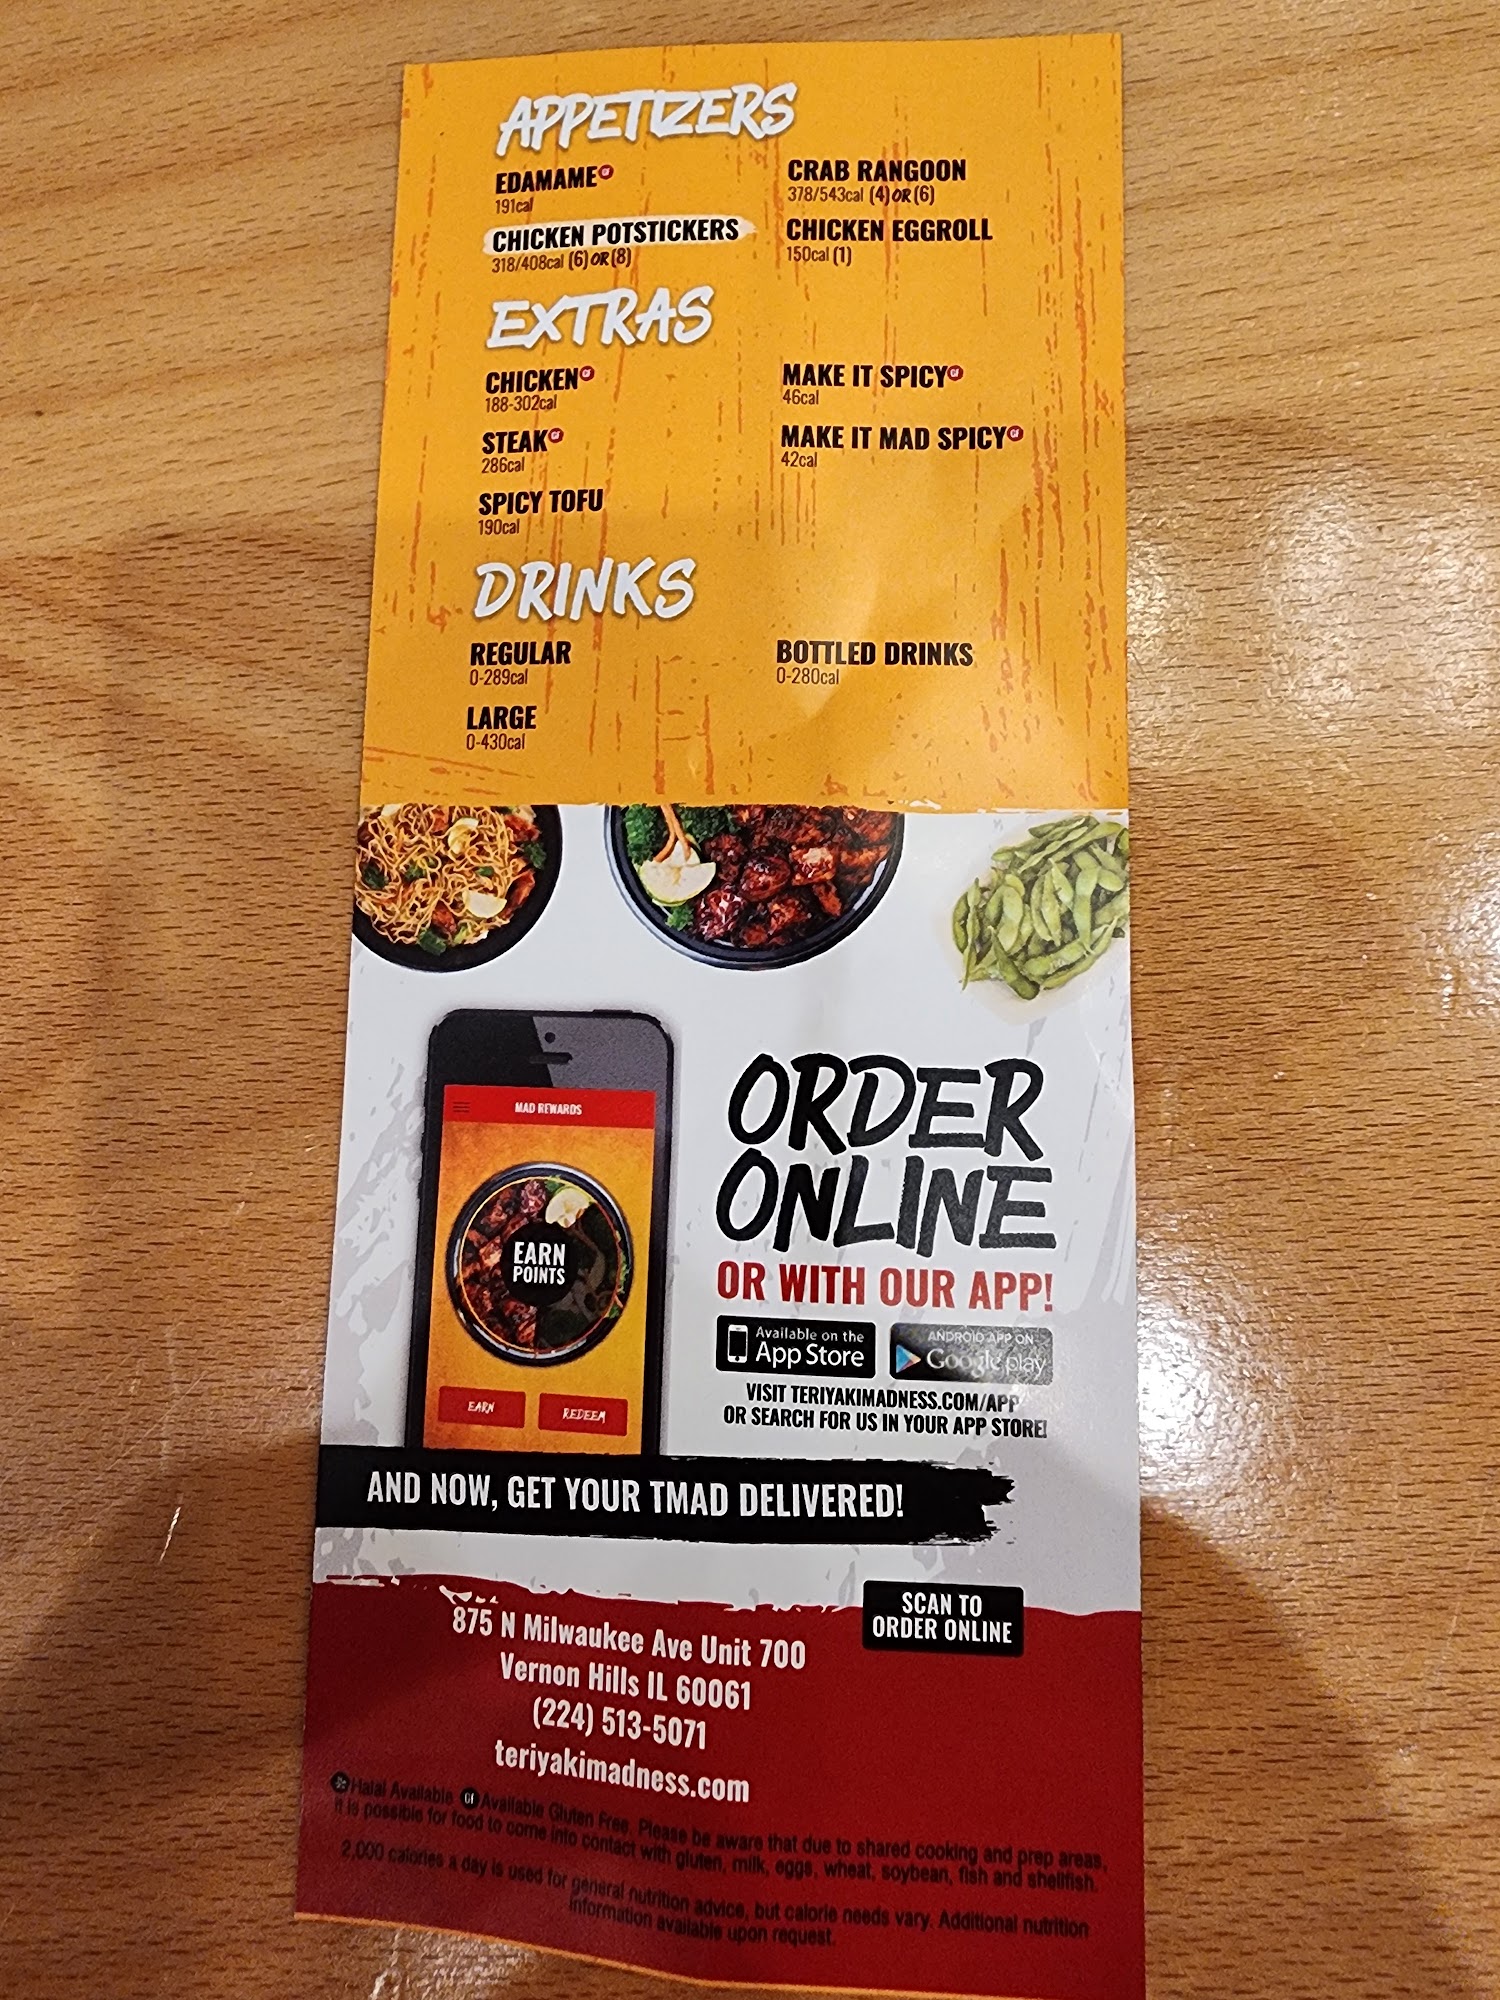 APPETIZERS
EDAMAME GF
191cal
CRAB RANGOON
378/543cal (4) OR (6)
CHICKEN POTSTICKERS
318/408cal (6) OR (8)
CHICKEN EGGROLL
150cal (1)
EXTRAS
CHICKEN GF
188-302cal
MAKE IT SPICY GF
46cal
STEAK GF
286cal
MAKE IT MAD SPICY GF
42cal
SPICY TOFU
190cal
DRINKS
REGULAR
0-289cal
BOTTLED DRINKS
0-280cal
LARGE
0-430cal
MAD REWARDS
EARN
POINTS
EARN
REDEEM
ORDER
ONLINE
OR WITH OUR APP!
Available on the
App Store
ANDROID APP ON
Google play
VISIT TERIYAKIMADNESS.COM/APP
OR SEARCH FOR US IN YOUR APP STORE!
AND NOW, GET YOUR TMAD DELIVERED!
SCAN TO
ORDER ONLINE
875 N Milwaukee Ave Unit 700
Vernon Hills IL 60061
(224) 513-5071
teriyakimadness.com
Halal Available GF Available Gluten Free. Please be aware that due to shared cooking and prep areas,
it is possible for food to come into contact with gluten, milk, eggs, wheat, soybean, fish and shellfish.
2,000 calories a day is used for general nutrition advice, but calorie needs vary. Additional nutrition
information available upon request.